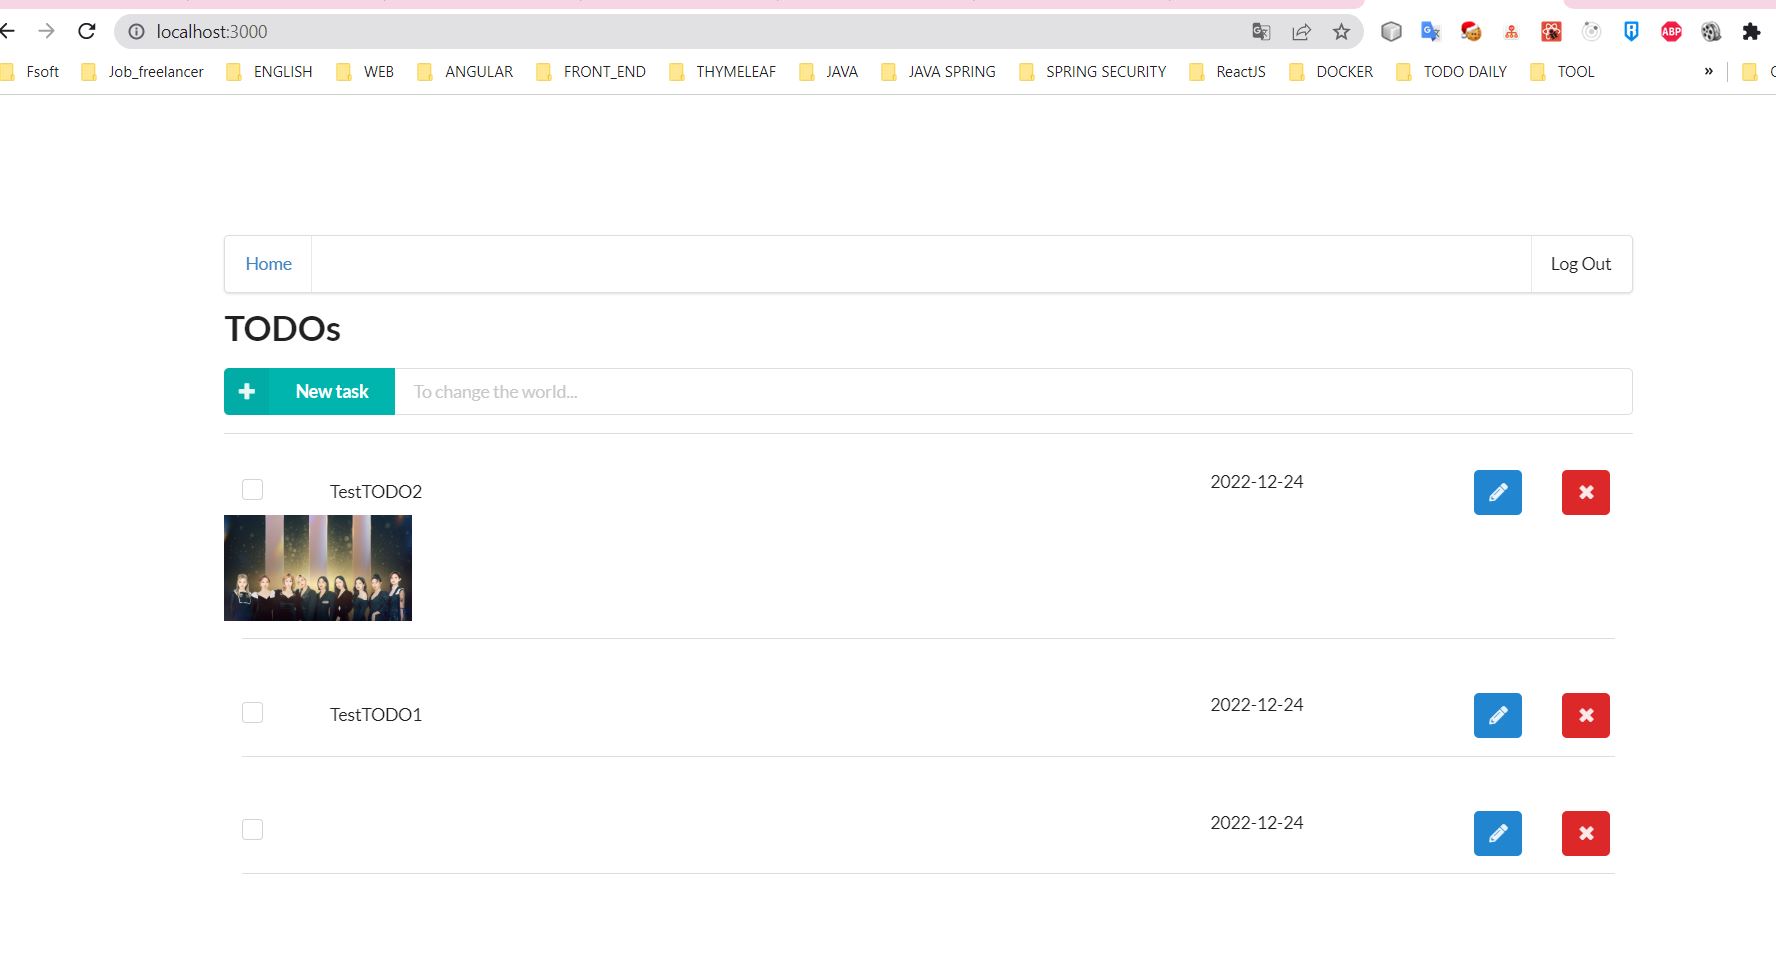 localhost:3000
Fsoft Job_freelancer ENGLISH WEB ANGULAR FRONT_END THYMELEAF JAVA JAVA SPRING SPRING SECURITY ReactJS DOCKER TODO DAILY TOOL »
Home Log Out
TODOs
New task To change the world...
TestTODO2 2022-12-24
TestTODO1 2022-12-24
2022-12-24
ABP